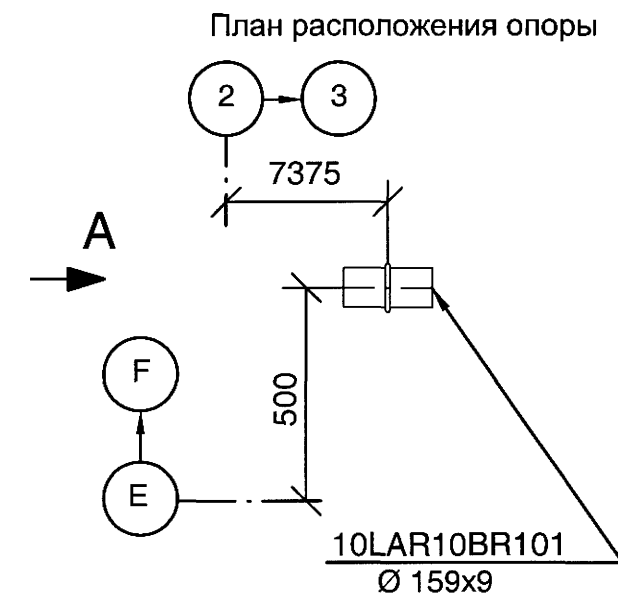 План расположения опоры
2
3
7375
A
F
500
E
10LAR10BR101
Ø 159x9